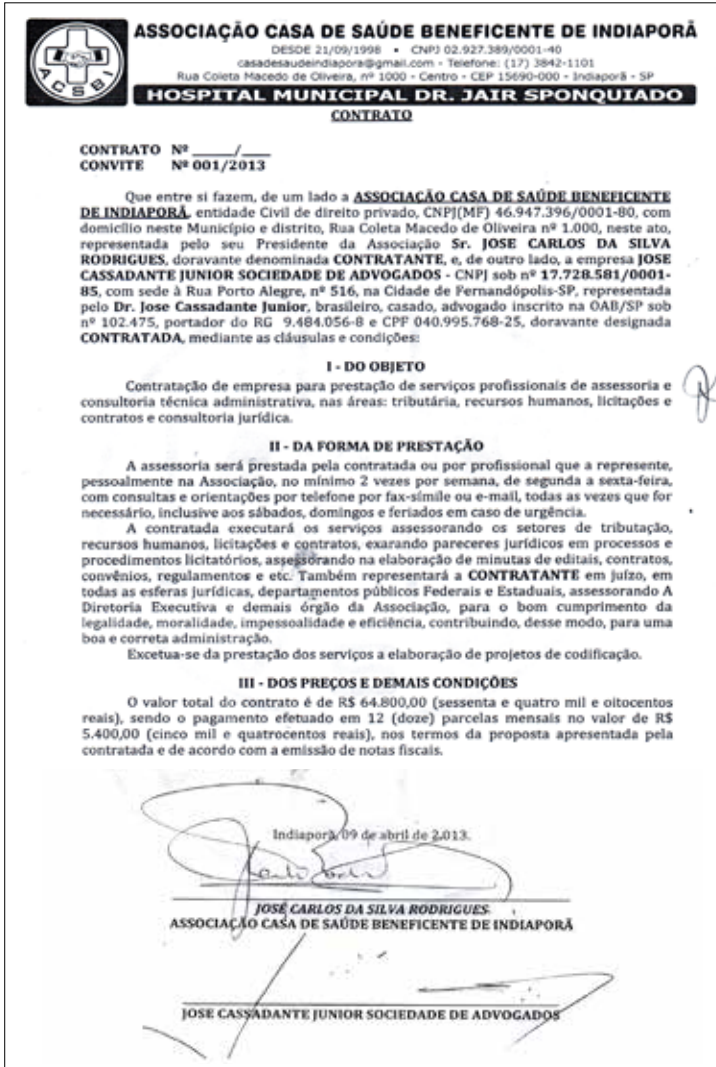 ASSOCIAÇÃO CASA DE SAÚDE BENEFICENTE DE INDIAPORÃ
DESDE 21/09/1998 • CNPJ 02.927.389/0001-40
casadesaudeindiapora@gmail.com - Telefone: (17) 3842-1101
Rua Coleta Macedo de Oliveira, nº 1000 - Centro - CEP 15690-000 - Indiaporã - SP
ACSBI
HOSPITAL MUNICIPAL DR. JAIR SPONQUIADO
CONTRATO
CONTRATO Nº _____/___
CONVITE Nº 001/2013
Que entre si fazem, de um lado a ASSOCIAÇÃO CASA DE SAÚDE BENEFICENTE
DE INDIAPORÃ, entidade Civil de direito privado, CNPJ(MF) 46.947.396/0001-80, com
domicílio neste Município e distrito, Rua Coleta Macedo de Oliveira nº 1.000, neste ato,
representada pelo seu Presidente da Associação Sr. JOSE CARLOS DA SILVA
RODRIGUES, doravante denominada CONTRATANTE, e, de outro lado, a empresa JOSE
CASSADANTE JUNIOR SOCIEDADE DE ADVOGADOS - CNPJ sob nº 17.728.581/0001-
85, com sede à Rua Porto Alegre, nº 516, na Cidade de Fernandópolis-SP, representada
pelo Dr. Jose Cassadante Junior, brasileiro, casado, advogado inscrito na OAB/SP sob
nº 102.475, portador do RG 9.484.056-8 e CPF 040.995.768-25, doravante designada
CONTRATADA, mediante as cláusulas e condições:
I - DO OBJETO
Contratação de empresa para prestação de serviços profissionais de assessoria e
consultoria técnica administrativa, nas áreas: tributária, recursos humanos, licitações e
contratos e consultoria jurídica.
II - DA FORMA DE PRESTAÇÃO
A assessoria será prestada pela contratada ou por profissional que a represente,
pessoalmente na Associação, no mínimo 2 vezes por semana, de segunda a sexta-feira,
com consultas e orientações por telefone por fax-símile ou e-mail, todas as vezes que for
necessário, inclusive aos sábados, domingos e feriados em caso de urgência.
A contratada executará os serviços assessorando os setores de tributação,
recursos humanos, licitações e contratos, exarando pareceres jurídicos em processos e
procedimentos licitatórios, assessorando na elaboração de minutas de editais, contratos,
convênios, regulamentos e etc. Também representará a CONTRATANTE em juízo, em
todas as esferas jurídicas, departamentos públicos Federais e Estaduais, assessorando A
Diretoria Executiva e demais órgão da Associação, para o bom cumprimento da
legalidade, moralidade, impessoalidade e eficiência, contribuindo, desse modo, para uma
boa e correta administração.
Excetua-se da prestação dos serviços a elaboração de projetos de codificação.
III - DOS PREÇOS E DEMAIS CONDIÇÕES
O valor total do contrato é de R$ 64.800,00 (sessenta e quatro mil e oitocentos
reais), sendo o pagamento efetuado em 12 (doze) parcelas mensais no valor de R$
5.400,00 (cinco mil e quatrocentos reais), nos termos da proposta apresentada pela
contratada e de acordo com a emissão de notas fiscais.
Indiaporã, 09 de abril de 2.013.
JOSÉ CARLOS DA SILVA RODRIGUES
ASSOCIAÇÃO CASA DE SAÚDE BENEFICENTE DE INDIAPORÃ
JOSE CASSADANTE JUNIOR SOCIEDADE DE ADVOGADOS